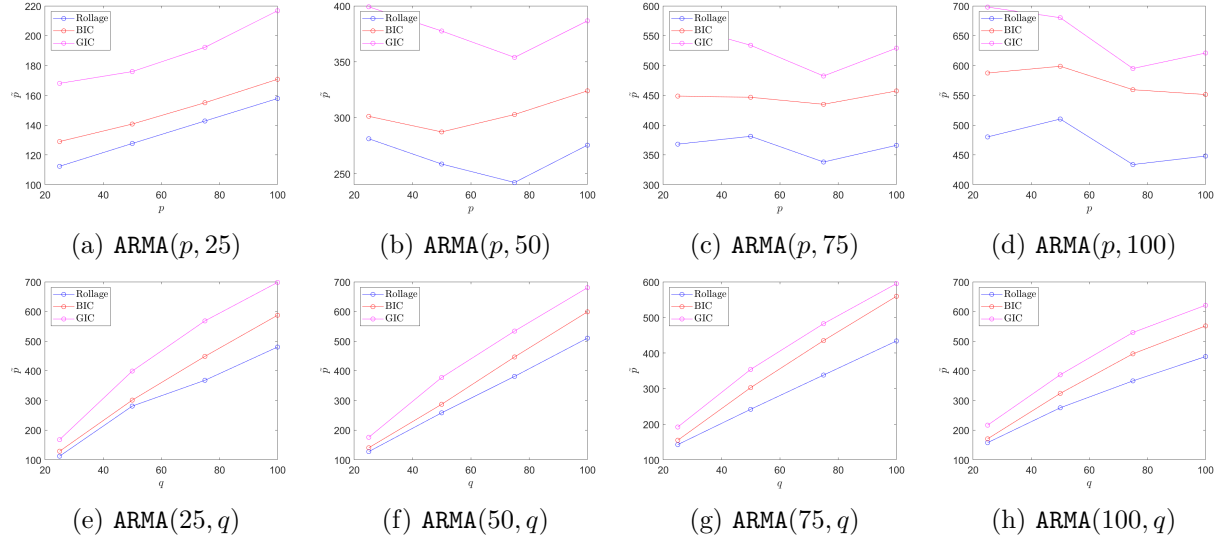 220
200
180
160
140
120
100
20 40 60 80 100
p
p̃
Rollage
BIC
GIC
(a) ARMA(p, 25)
400
350
300
250
20 40 60 80 100
p
p̃
Rollage
BIC
GIC
(b) ARMA(p, 50)
600
550
500
450
400
350
300
20 40 60 80 100
p
p̃
Rollage
BIC
GIC
(c) ARMA(p, 75)
700
650
600
550
500
450
400
20 40 60 80 100
p
p̃
Rollage
BIC
GIC
(d) ARMA(p, 100)
700
600
500
400
300
200
100
20 40 60 80 100
q
p̃
Rollage
BIC
GIC
(e) ARMA(25, q)
700
600
500
400
300
200
100
20 40 60 80 100
q
p̃
Rollage
BIC
GIC
(f) ARMA(50, q)
600
500
400
300
200
100
20 40 60 80 100
q
p̃
Rollage
BIC
GIC
(g) ARMA(75, q)
700
600
500
400
300
200
100
20 40 60 80 100
q
p̃
Rollage
BIC
GIC
(h) ARMA(100, q)